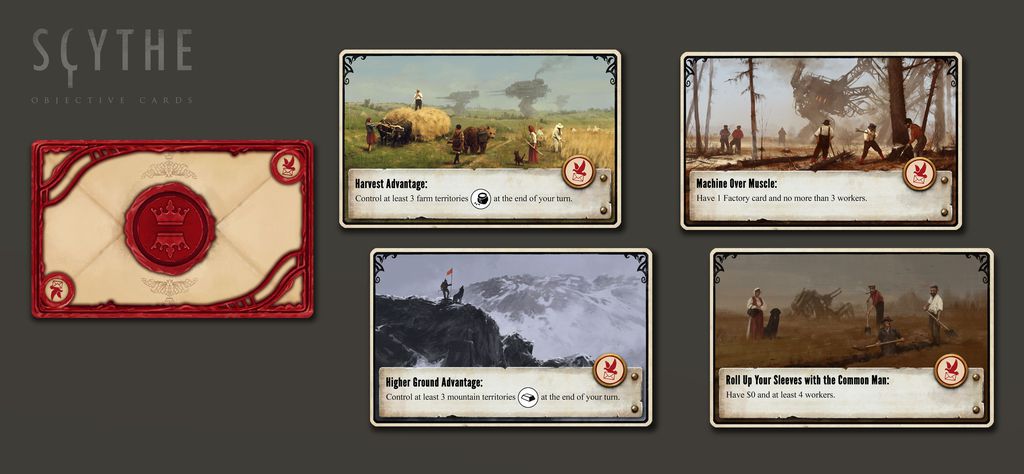 SCYTHE
OBJECTIVE CARDS
Harvest Advantage:
Control at least 3 farm territories at the end of your turn.
Machine Over Muscle:
Have 1 Factory card and no more than 3 workers.
Higher Ground Advantage:
Control at least 3 mountain territories at the end of your turn.
Roll Up Your Sleeves with the Common Man:
Have $0 and at least 4 workers.